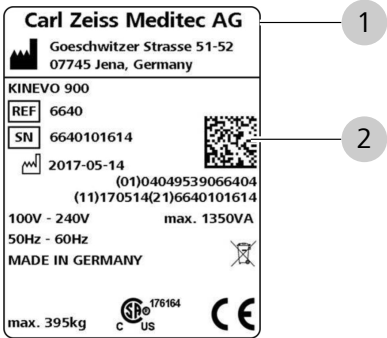 Carl Zeiss Meditec AG
Goeschwitzer Strasse 51-52
07745 Jena, Germany
KINEVO 900
REF 6640
SN 6640101614
2017-05-14
(01)04049539066404
(11)170514(21)6640101614
100V - 240V max. 1350VA
50Hz - 60Hz
MADE IN GERMANY
max. 395kg
C SA® US 176164
CE
1
2